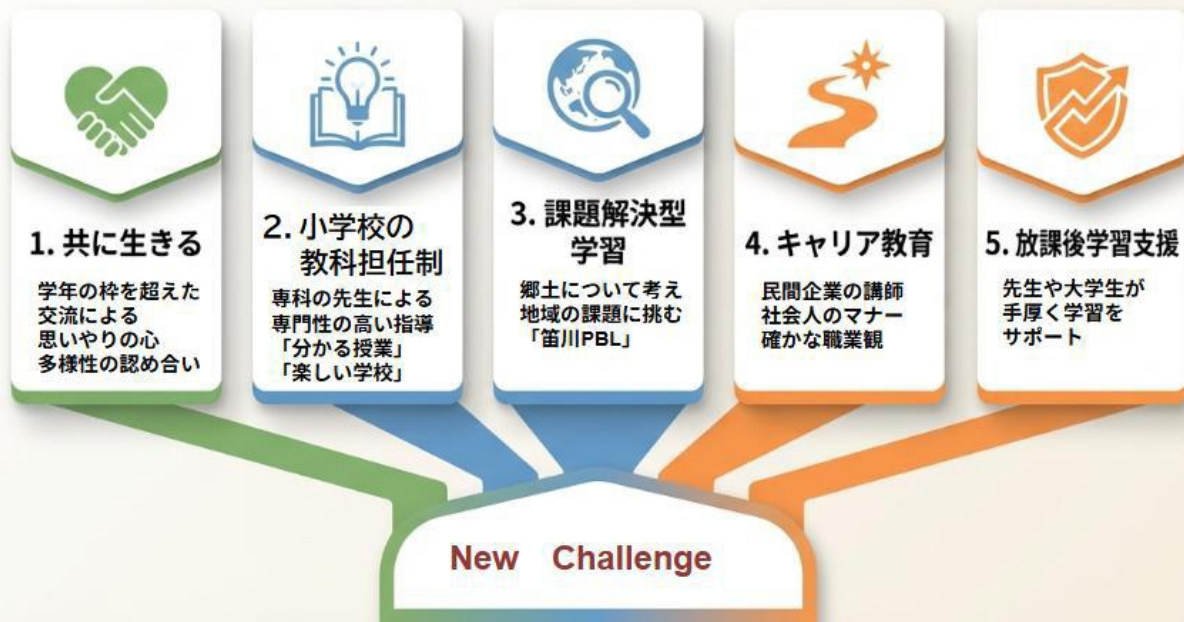 1. 共に生きる
学年の枠を超えた
交流による
思いやりの心
多様性の認め合い
2. 小学校の
教科担任制
専科の先生による
専門性の高い指導
「分かる授業」
「楽しい学校」
3. 課題解決型
学習
郷土について考え
地域の課題に挑む
「笛川PBL」
4. キャリア教育
民間企業の講師
社会人のマナー
確かな職業観
5. 放課後学習支援
先生や大学生が
手厚く学習を
サポート
New Challenge